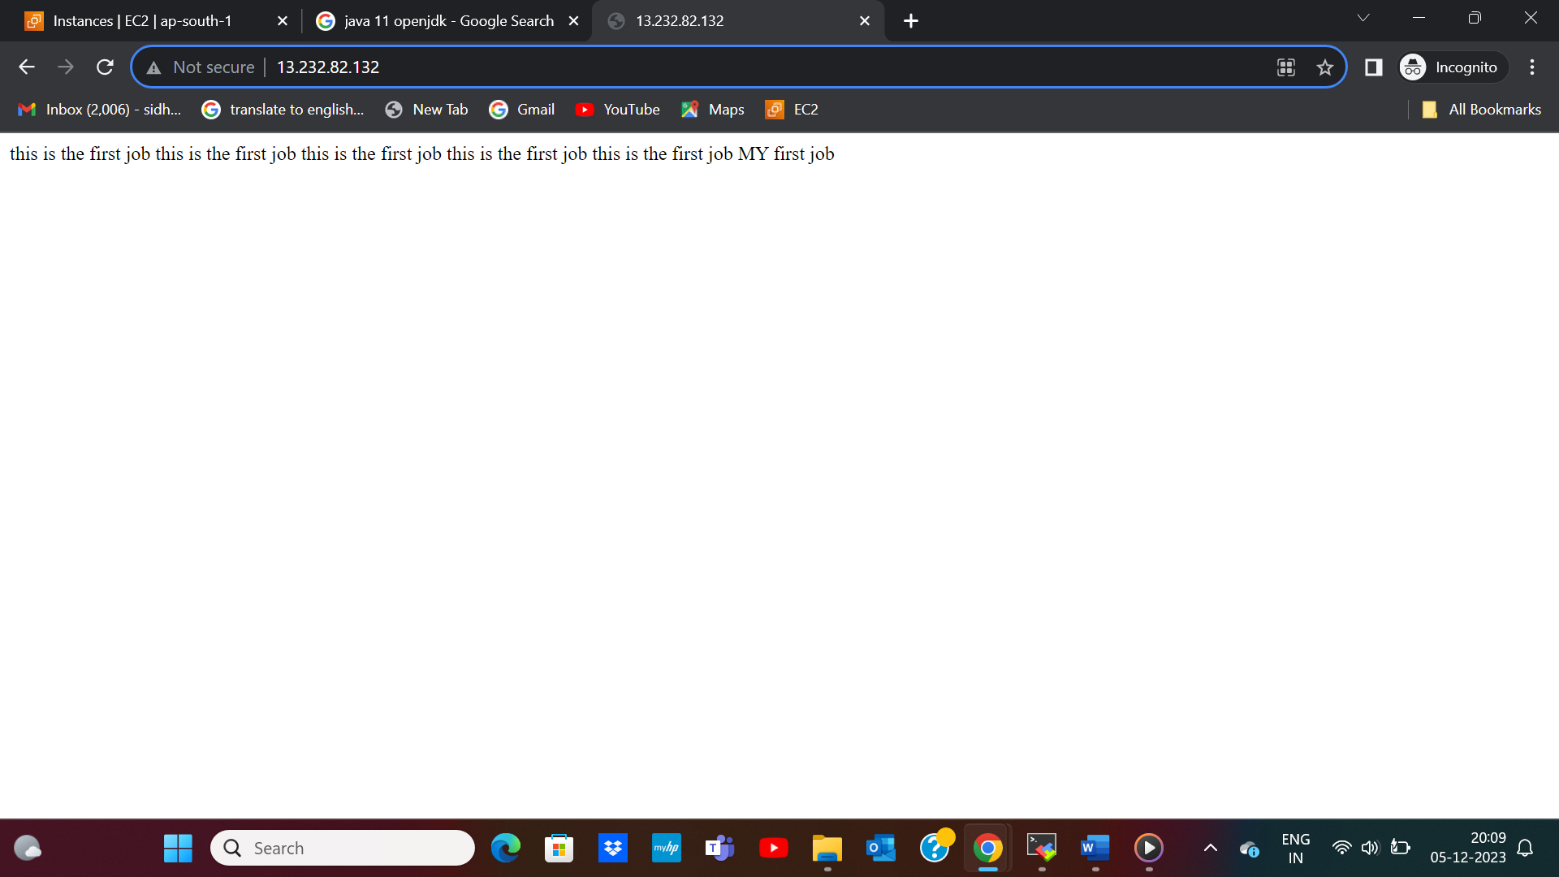 Instances | EC2 | ap-south-1
java 11 openjdk - Google Search
13.232.82.132
Not secure
13.232.82.132
Incognito
Inbox (2,006) - sidh...
translate to english...
New Tab
Gmail
YouTube
Maps
EC2
All Bookmarks
this is the first job this is the first job this is the first job this is the first job this is the first job MY first job
Search
myhp
ENG
IN
20:09
05-12-2023